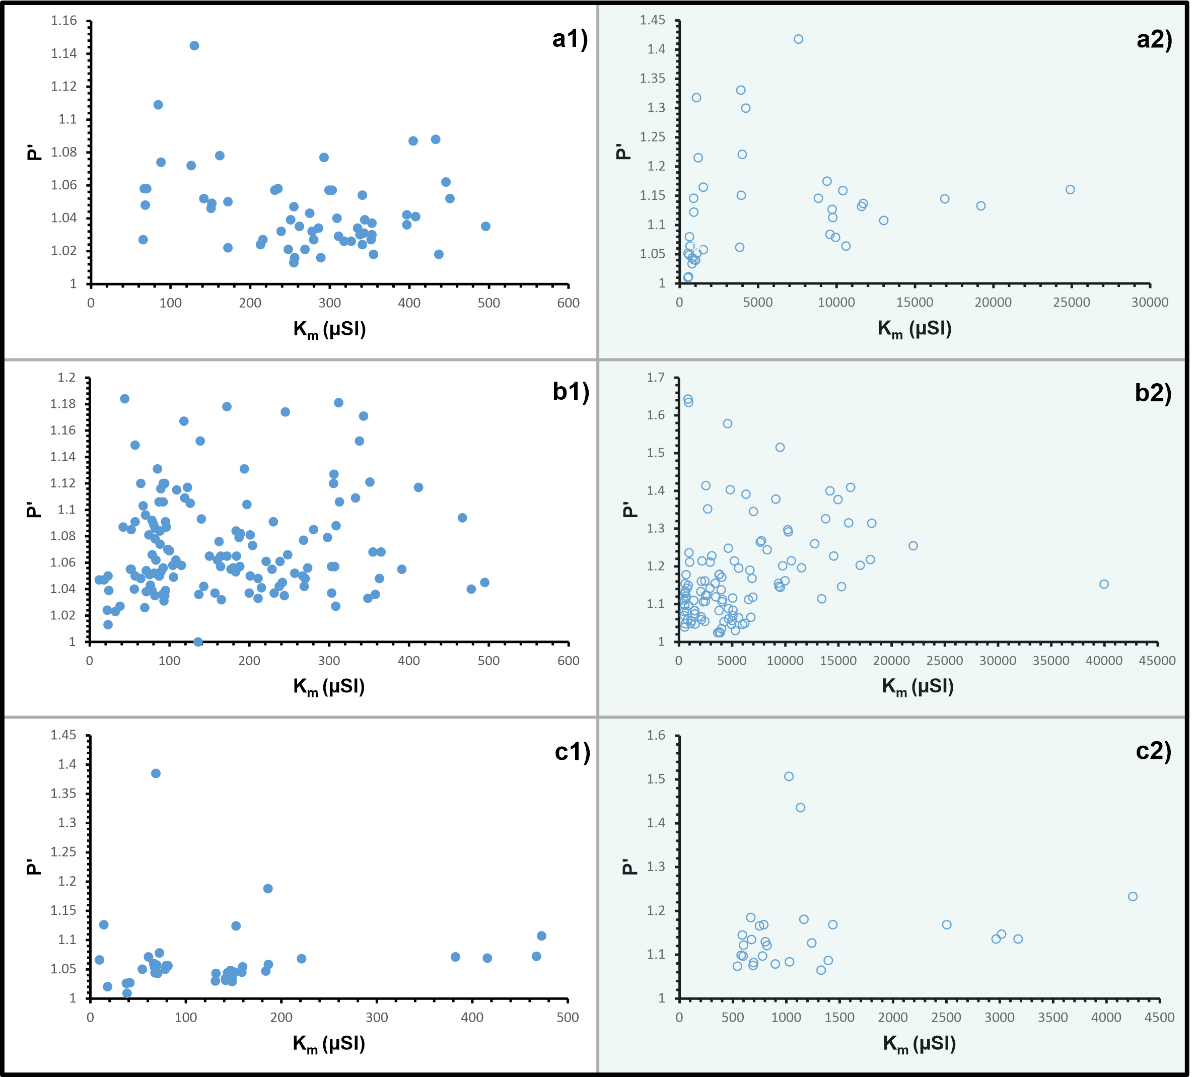 a1)
1.16
1.14
1.12
1.1
1.08
1.06
1.04
1.02
1
P'
0 100 200 300 400 500 600
Km (µSI)
a2)
1.45
1.4
1.35
1.3
1.25
1.2
1.15
1.1
1.05
1
P'
0 5000 10000 15000 20000 25000 30000
Km (µSI)
b1)
1.2
1.18
1.16
1.14
1.12
1.1
1.08
1.06
1.04
1.02
1
P'
0 100 200 300 400 500 600
Km (µSI)
b2)
1.7
1.6
1.5
1.4
1.3
1.2
1.1
1
P'
0 5000 10000 15000 20000 25000 30000 35000 40000 45000
Km (µSI)
c1)
1.45
1.4
1.35
1.3
1.25
1.2
1.15
1.1
1.05
1
P'
0 100 200 300 400 500
Km (µSI)
c2)
1.6
1.5
1.4
1.3
1.2
1.1
1
P'
0 500 1000 1500 2000 2500 3000 3500 4000 4500
Km (µSI)